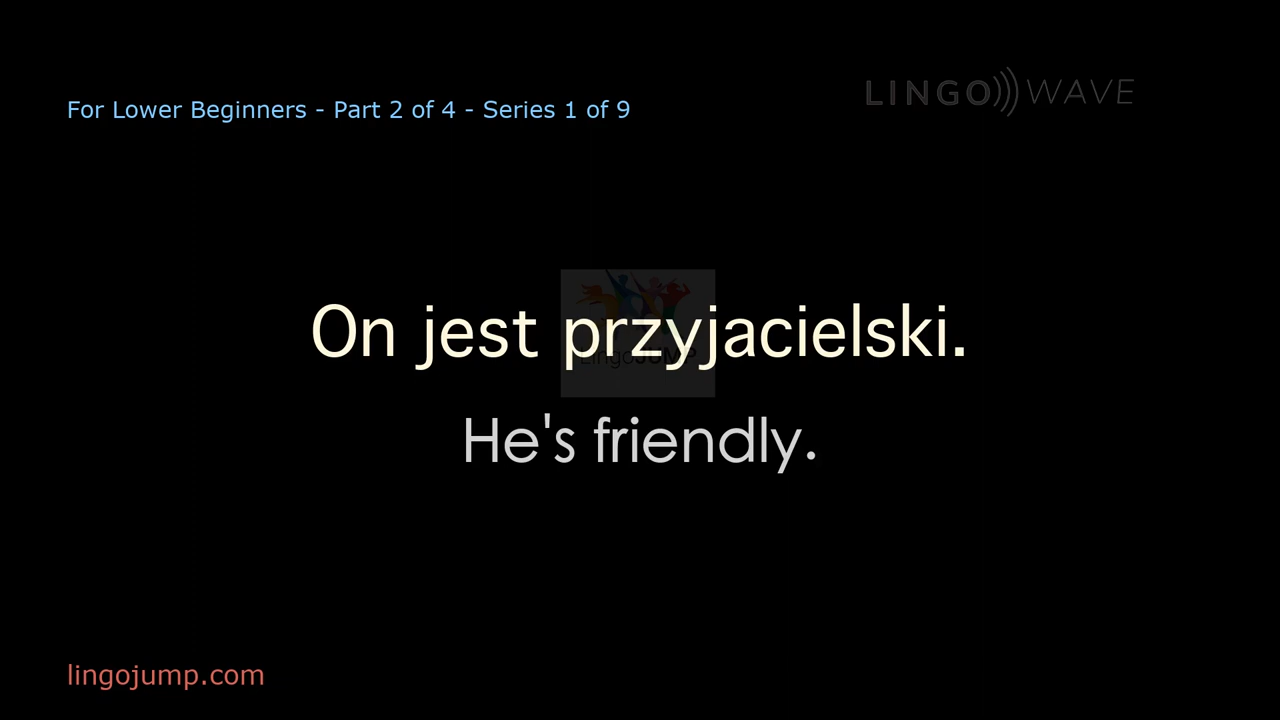 For Lower Beginners - Part 2 of 4 - Series 1 of 9
LINGO WAVE
On jest przyjacielski.
LingoJUMP
He's friendly.
lingojump.com